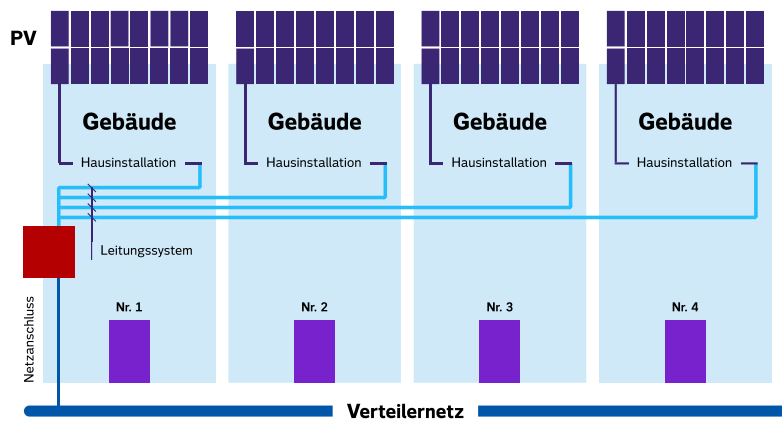 PV
Gebäude
Gebäude
Gebäude
Gebäude
Hausinstallation
Hausinstallation
Hausinstallation
Hausinstallation
Leitungssystem
Netzanschluss
Nr. 1
Nr. 2
Nr. 3
Nr. 4
Verteilernetz